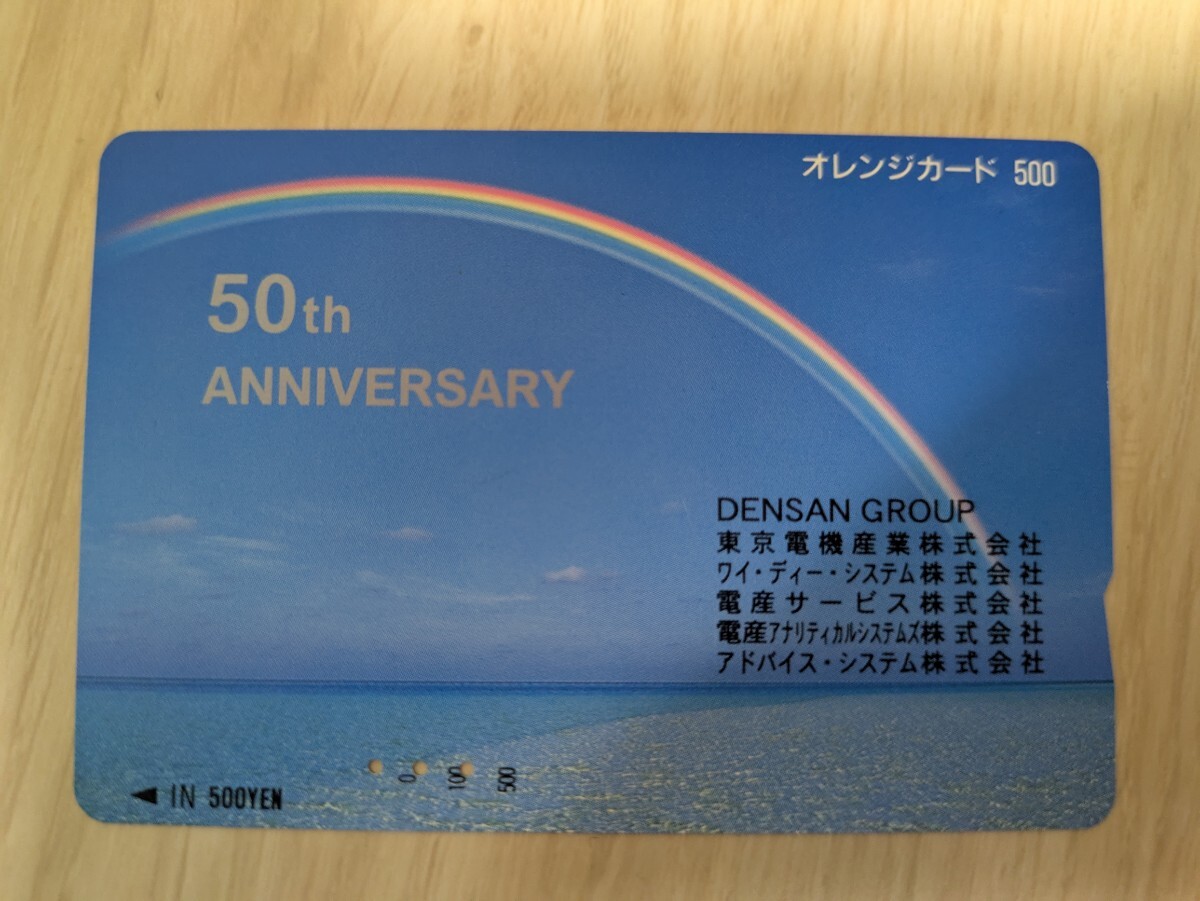 オレンジカード 500
50th
ANNIVERSARY
DENSAN GROUP
東京電機産業株式会社
ワイ・ディー・システム株式会社
電産サービス株式会社
電産アナリティカルシステムズ株式会社
アドバイス・システム株式会社
0 100 500
◀ IN 500YEN